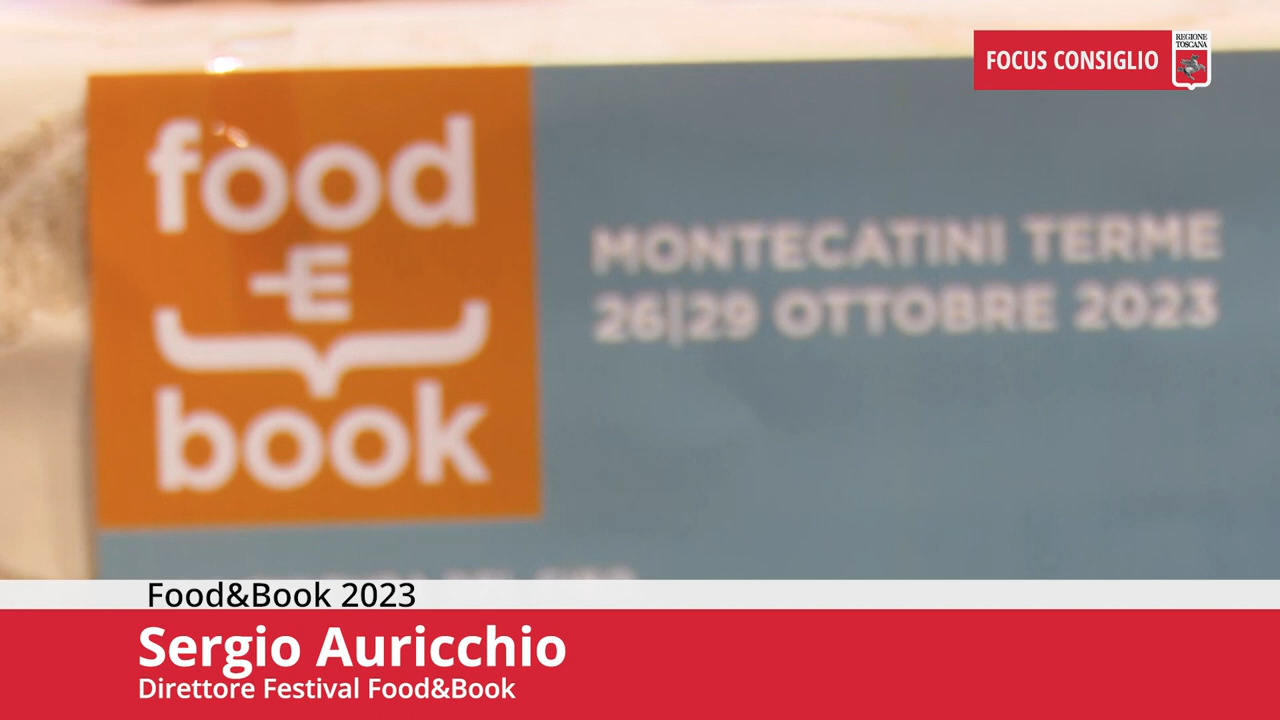 FOCUS CONSIGLIO
REGIONE
TOSCANA
food
E
book
MONTECATINI TERME
26|29 OTTOBRE 2023
Food&Book 2023
Sergio Auricchio
Direttore Festival Food&Book